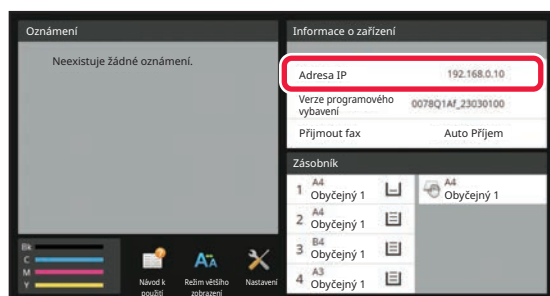 Oznámení
Neexistuje žádné oznámení.
Informace o zařízení
Adresa IP 192.168.0.10
Verze programového
vybavení 0078Q1Af_23030100
Přijmout fax Auto Příjem
Zásobník
1 A4
Obyčejný 1
2 A4
Obyčejný 1
3 B4
Obyčejný 1
4 A3
Obyčejný 1
A4
Obyčejný 1
Bk
C
M
Y
Návod k
použití
Režim většího
zobrazení
Nastavení